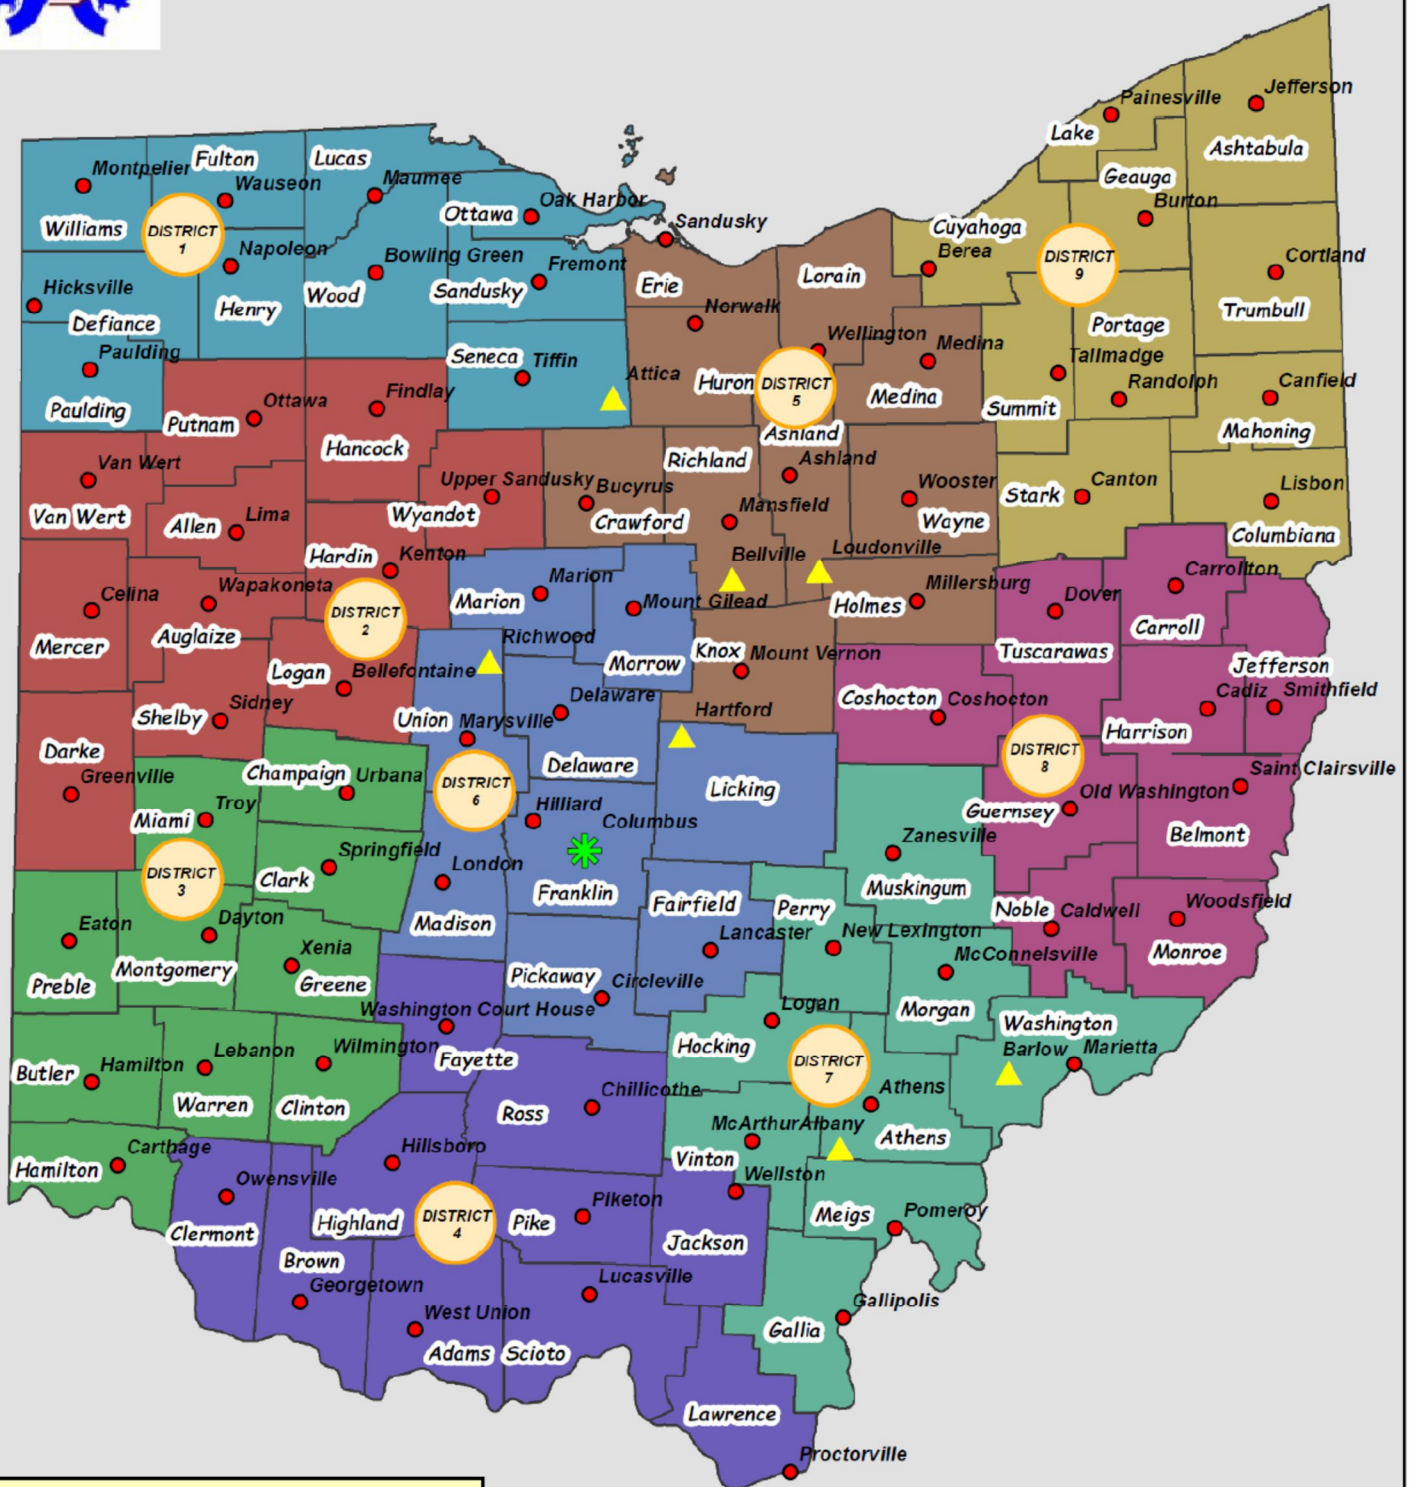 Painesville
Jefferson
Lake
Ashtabula
Geauga
Burton
Montpelier
Fulton
Lucas
Wauseon
Maumee
Williams
DISTRICT
1
Napoleon
Ottawa
Oak Harbor
Sandusky
Cuyahoga
Berea
DISTRICT
9
Cortland
Hicksville
Defiance
Henry
Wood
Bowling Green
Sandusky
Fremont
Erie
Lorain
Norwalk
Trumbull
Portage
Paulding
Paulding
Seneca
Tiffin
Attica
Huron
DISTRICT
5
Wellington
Medina
Medina
Tallmadge
Summit
Randolph
Canfield
Mahoning
Putnam
Ottawa
Findlay
Hancock
Ashland
Ashland
Richland
Van Wert
Van Wert
Allen
Lima
Upper Sandusky
Wyandot
Bucyrus
Crawford
Mansfield
Wooster
Wayne
Stark
Canton
Lisbon
Columbiana
Hardin
Kenton
Bellville
Loudonville
Celina
Wapakoneta
Auglaize
Mercer
DISTRICT
2
Marion
Marion
Mount Gilead
Holmes
Millersburg
Dover
Carrollton
Carroll
Richwood
Morrow
Knox
Mount Vernon
Tuscarawas
Jefferson
Logan
Bellefontaine
Shelby
Sidney
Union
Marysville
Delaware
Delaware
Hartford
Coshocton
Coshocton
Cadiz
Smithfield
Harrison
Darke
Greenville
Champaign
Urbana
DISTRICT
6
Licking
DISTRICT
8
Saint Clairsville
Old Washington
Guernsey
Belmont
Miami
Troy
Hilliard
Columbus
Zanesville
Muskingum
DISTRICT
3
Clark
Springfield
London
Franklin
Madison
Fairfield
Perry
Noble
Caldwell
Woodsfield
Monroe
Eaton
Preble
Dayton
Montgomery
Xenia
Greene
Lancaster
New Lexington
McConnelsville
Pickaway
Circleville
Morgan
Washington Court House
Fayette
Logan
Hocking
DISTRICT
7
Washington
Barlow
Marietta
Butler
Hamilton
Lebanon
Warren
Wilmington
Clinton
Ross
Chillicothe
Athens
Athens
McArthur
Albany
Vinton
Hamilton
Carthage
Hillsboro
Wellston
Owensville
Clermont
Highland
DISTRICT
4
Pike
Piketon
Jackson
Meigs
Pomeroy
Brown
Georgetown
Lucasville
West Union
Adams
Scioto
Gallipolis
Gallia
Lawrence
Proctorville